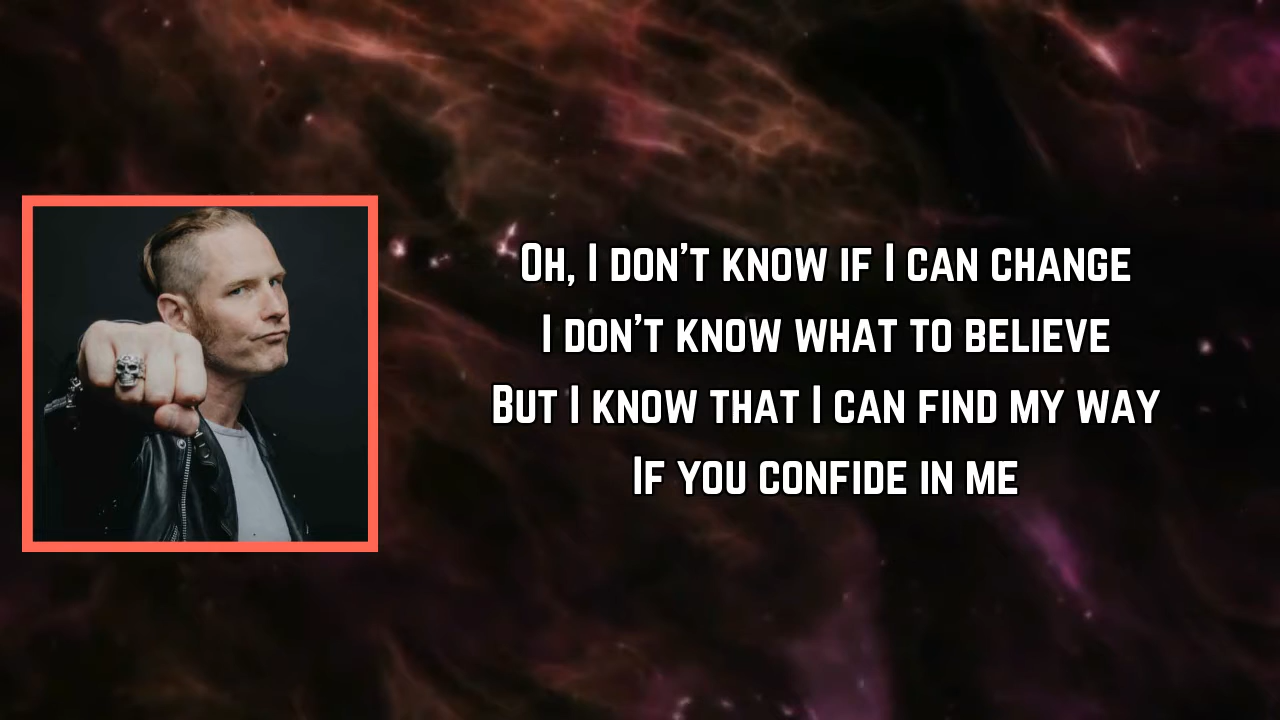 Oh, I don't know if I can change
I don't know what to believe
But I know that I can find my way
If you confide in me